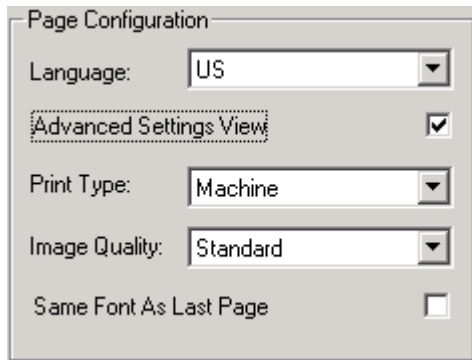 Page Configuration
Language: US
Advanced Settings View
Print Type: Machine
Image Quality: Standard
Same Font As Last Page